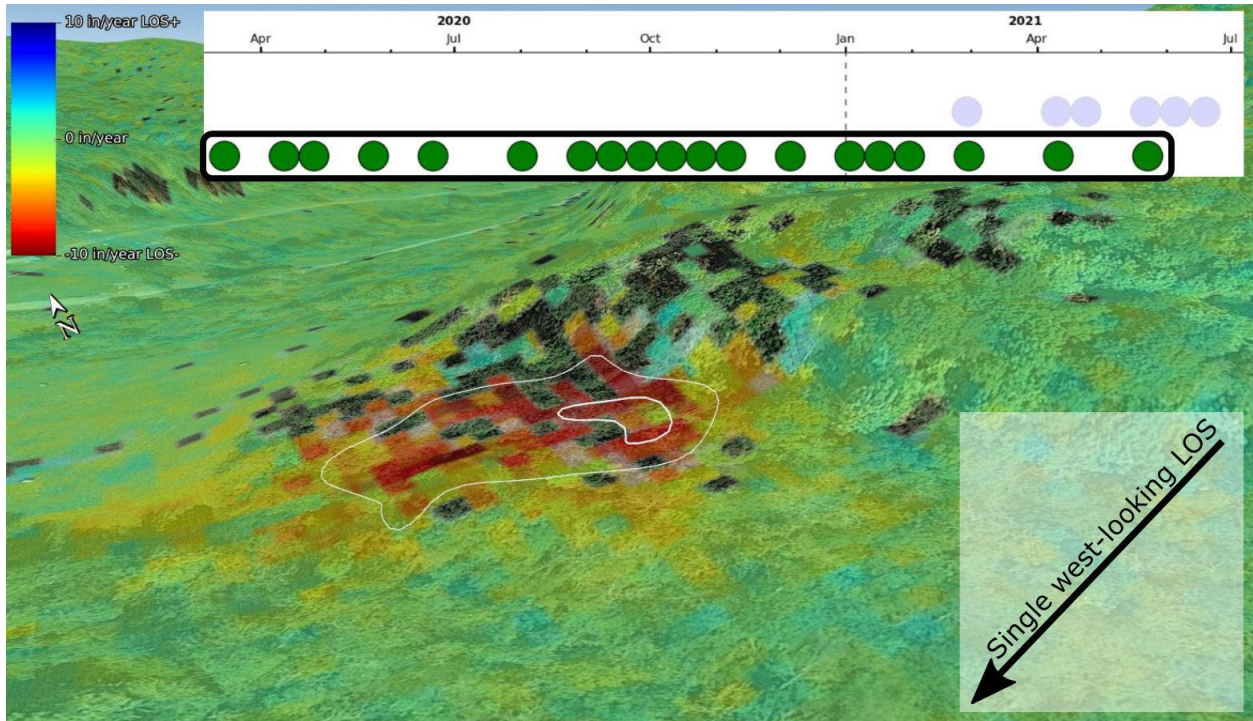 10 in/year LOS+
0 in/year
-10 in/year LOS-
2020
2021
Apr
Jul
Oct
Jan
Apr
Jul
N
Single west-looking LOS